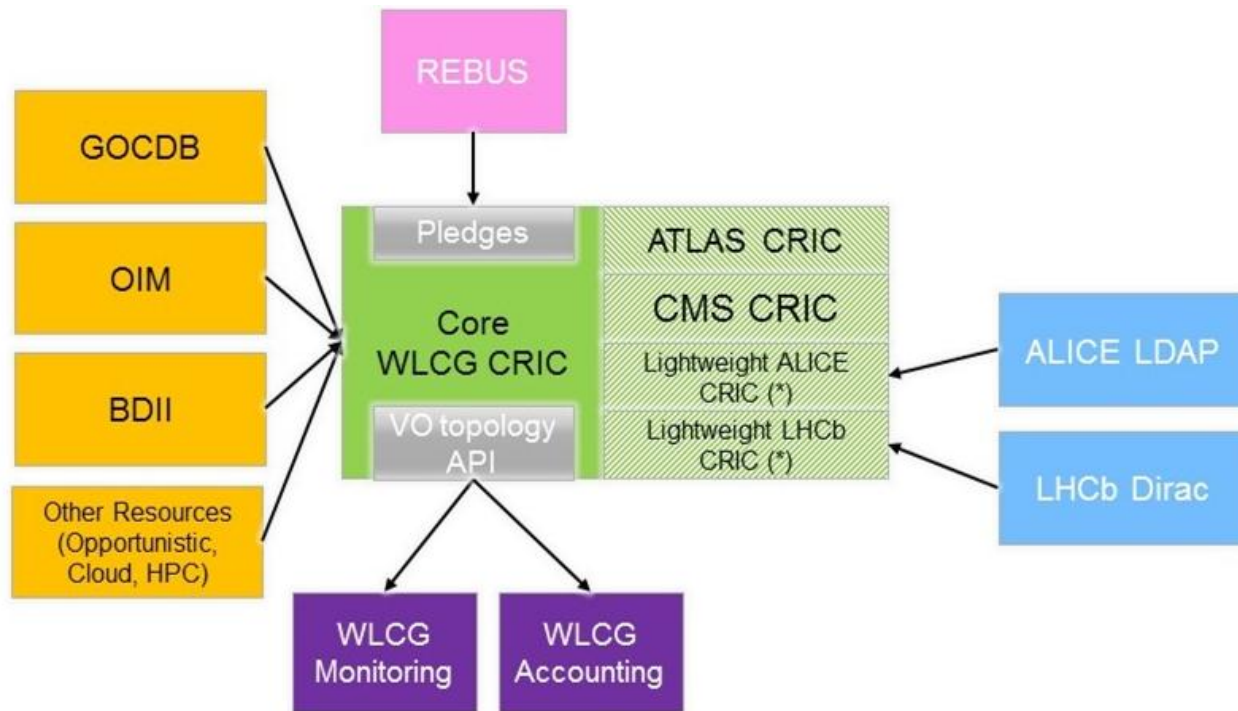 REBUS
GOCDB
OIM
BDII
Other Resources
(Opportunistic,
Cloud, HPC)
Pledges
Core
WLCG CRIC
VO topology
API
ATLAS CRIC
CMS CRIC
Lightweight ALICE
CRIC (*)
Lightweight LHCb
CRIC (*)
ALICE LDAP
LHCb Dirac
WLCG
Monitoring
WLCG
Accounting